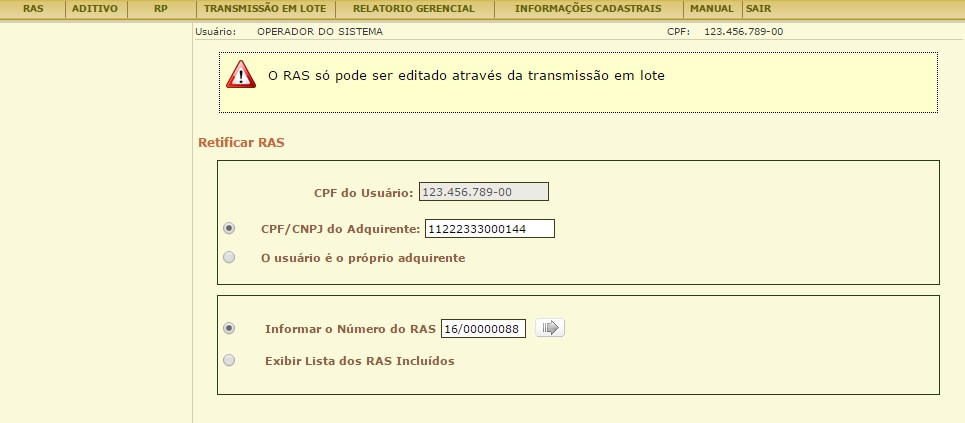 RAS ADITIVO RP TRANSMISSÃO EM LOTE RELATORIO GERENCIAL INFORMAÇÕES CADASTRAIS MANUAL SAIR
Usuário: OPERADOR DO SISTEMA CPF: 123.456.789-00
O RAS só pode ser editado através da transmissão em lote
Retificar RAS
CPF do Usuário: 123.456.789-00
CPF/CNPJ do Adquirente: 11222333000144
O usuário é o próprio adquirente
Informar o Número do RAS 16/00000088
Exibir Lista dos RAS Incluídos